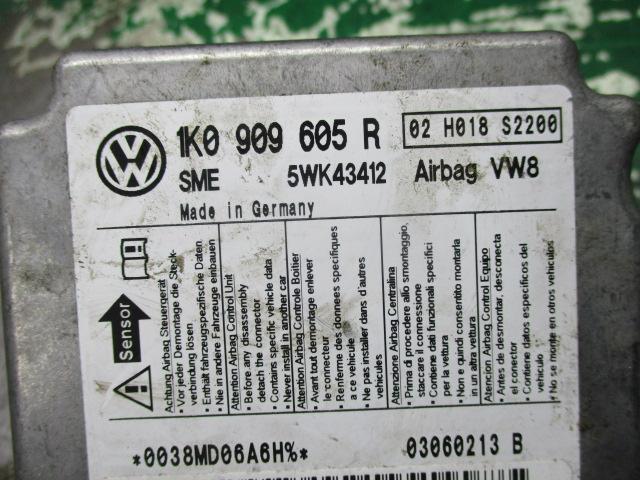 1K0 909 605 R
02 H018 S2200
SME
5WK43412
Airbag VW8
Made in Germany
Sensor
Achtung Airbag Steuergerät
• Vor jeder Demontage die Steck-
verbindung lösen
• Enthält fahrzeugspezifische Daten
• Nie in andere Fahrzeuge einbauen
Attention Airbag Control Unit
• Before any disassembly
detach the connector
• Contains specific vehicle data
• Never install in another car
Attention Airbag Controle Boitier
• Avant tout demontage enlever
le connecteur
• Renferme des donnees specifiques
a ce vehicule
• Ne pas installer dans d'autres
vehicules
Attenzione Airbag Centralina
• Prima di procedere allo smontaggio,
staccare il connessione
• Contiene dati funzionali specifici
per la vettura
• Non e quindi consentito montarla
in un altra vettura
Atencion Airbag Control Equipo
• Antes de desmontar, desconecta
el conector
• Contiene datos especificos del
vehiculo
• No se monte en otros vehiculos
*0038MD06A6H%*
03060213 B